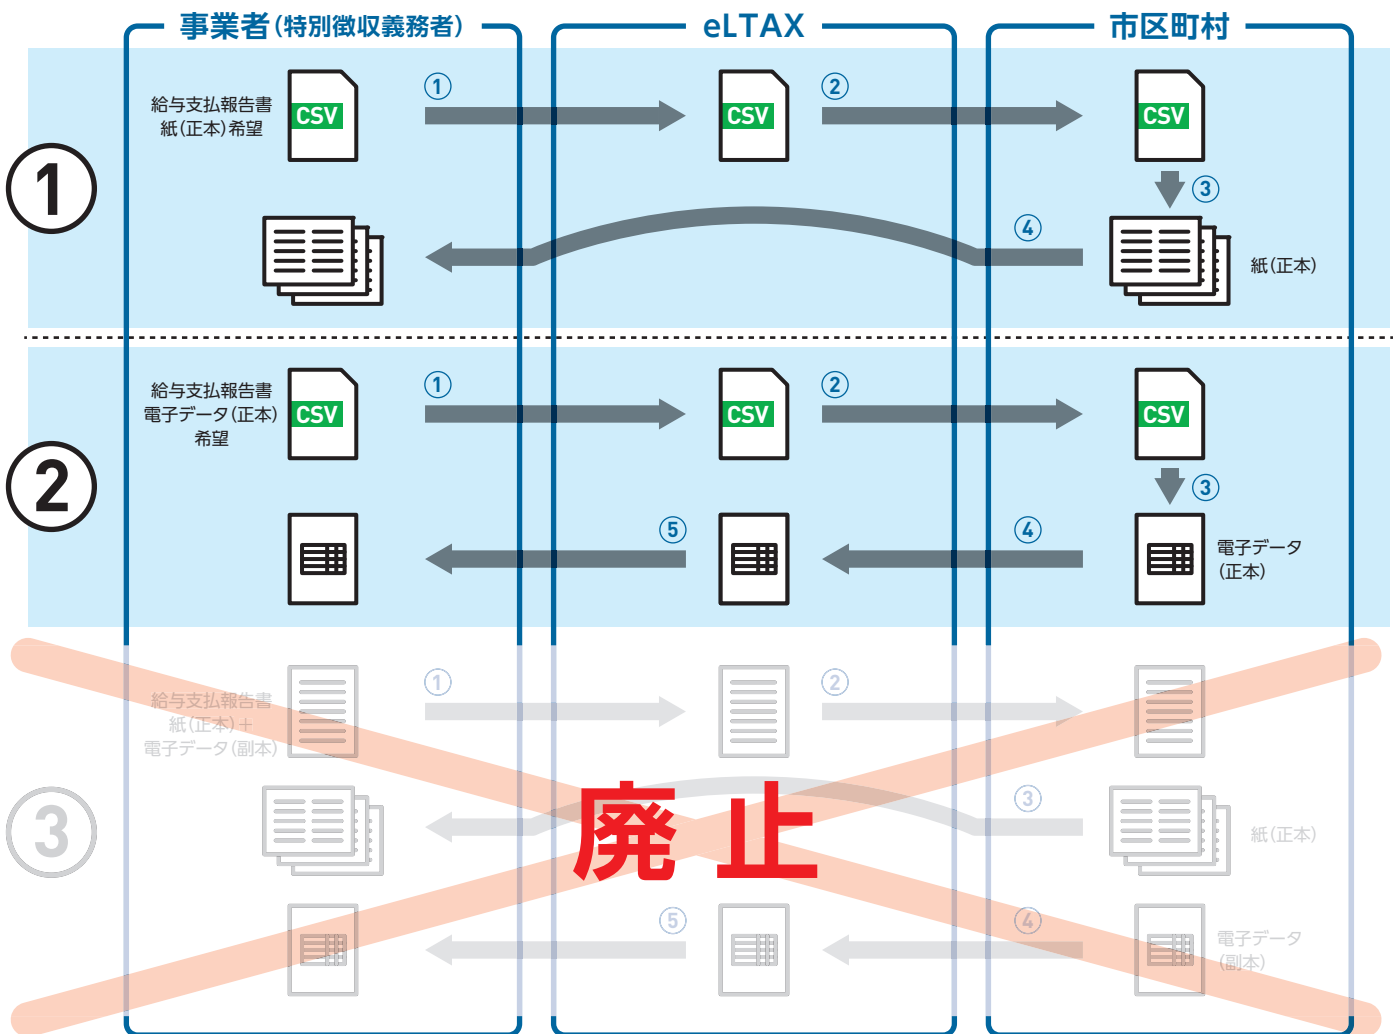 事業者(特別徴収義務者)
eLTAX
市区町村
1
給与支払報告書
紙(正本)希望
CSV
①
CSV
②
CSV
③
④
紙(正本)
2
給与支払報告書
電子データ(正本)
希望
CSV
①
CSV
②
CSV
③
⑤
④
電子データ
(正本)
3
給与支払報告書
紙(正本)+
電子データ(副本)
①
②
廃止
③
紙(正本)
⑤
④
電子データ
(副本)